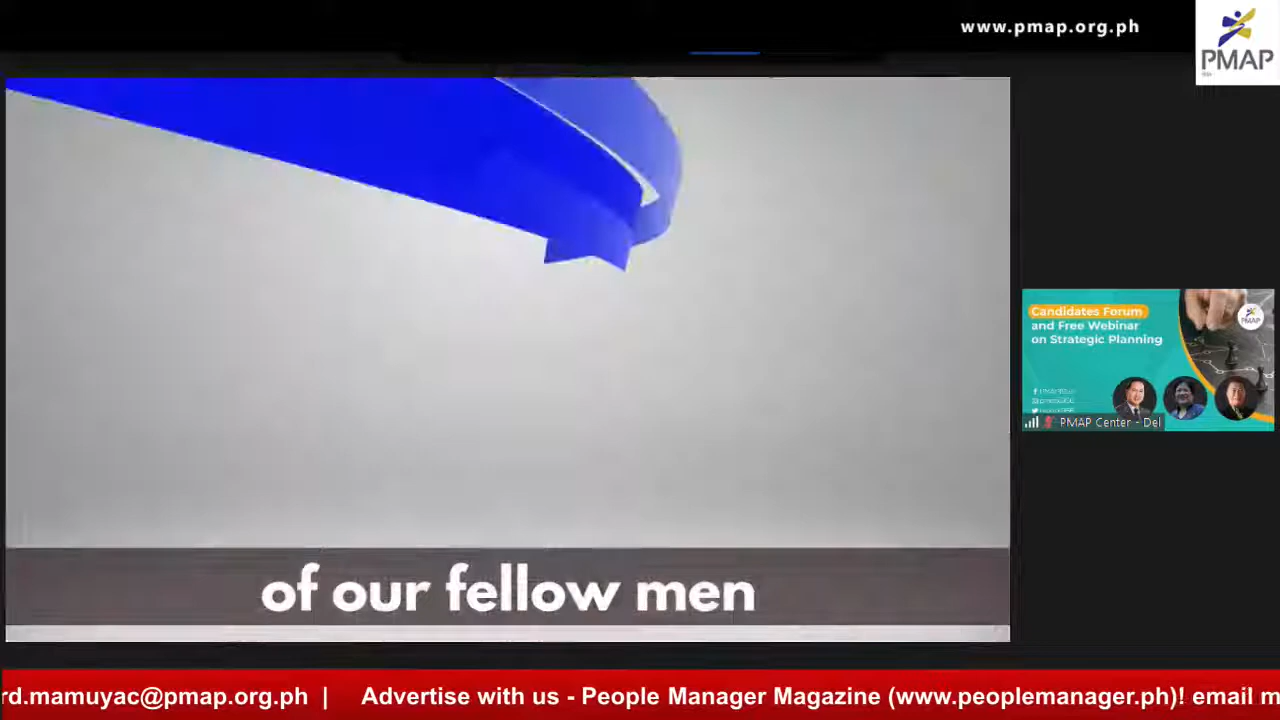 www.pmap.org.ph
PMAP
Candidates Forum
and Free Webinar
on Strategic Planning
PMAP
PMAP Center - Del
of our fellow men
rd.mamuyac@pmap.org.ph | Advertise with us - People Manager Magazine (www.peoplemanager.ph)! email m